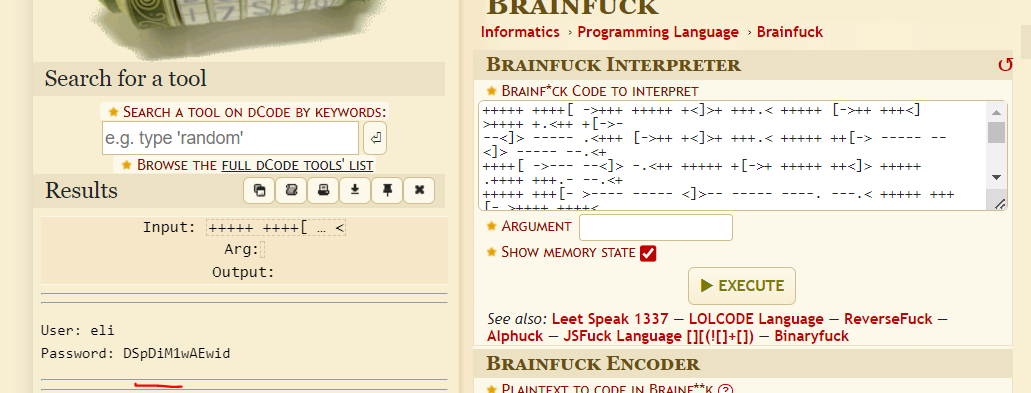 Search for a tool
SEARCH A TOOL ON DCODE BY KEYWORDS:
e.g. type 'random'
BROWSE THE FULL DCODE TOOLS' LIST
Results
Input: +++++ ++++[ … <
Arg:
Output:
User: eli
Password: DSpDiM1wAEwid
BRAINFUCK
Informatics › Programming Language › Brainfuck
BRAINFUCK INTERPRETER
BRAINF*CK CODE TO INTERPRET
+++++ ++++[ ->+++ +++++ +<]>+ +++.< +++++ [->++ +++<]
>++++ +.<++ +[->-
--<]> ----- .<+++ [->++ +<]>+ +++++ ++[-> ----- --
<]> ----- --.<+
++++[ ->--- --<]> -.<++ +++++ +[->+ +++++ ++<]> +++++
.++++ +++.- --.<+
+++++ +++[- >---- ----- <]>-- ----- ----. ---.< +++++ +++
[- >++++ ++++<
ARGUMENT
SHOW MEMORY STATE
EXECUTE
See also: Leet Speak 1337 — LOLCODE Language — ReverseFuck —
Alphuck — JSFuck Language [][(![]+[]) — Binaryfuck
BRAINFUCK ENCODER
PLAINTEXT TO CODE IN BRAINF**K (?)